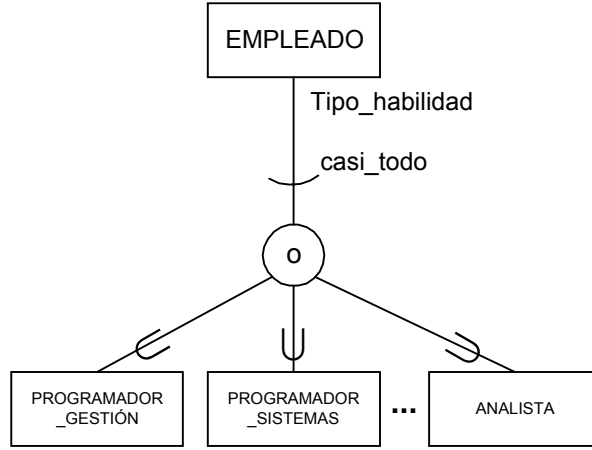 EMPLEADO
Tipo_habilidad
casi_todo
o
PROGRAMADOR
_GESTIÓN
PROGRAMADOR
_SISTEMAS
...
ANALISTA